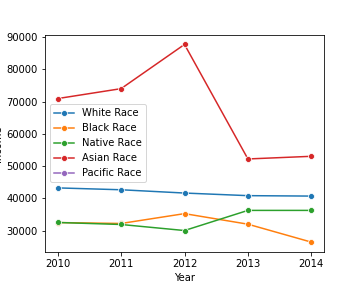 90000
80000
70000
60000
50000
40000
30000
White Race
Black Race
Native Race
Asian Race
Pacific Race
2010 2011 2012 2013 2014
Year